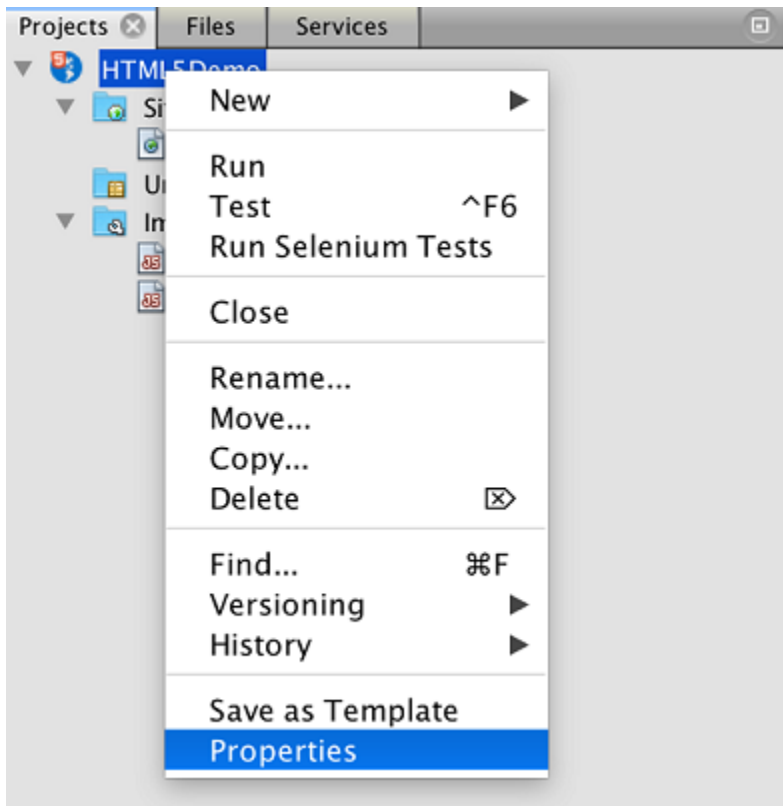 Projects Files Services
HTML5Demo
Si
New
Run
Test ^F6
Run Selenium Tests
Close
Rename...
Move...
Copy...
Delete ⌦
Find... ⌘F
Versioning
History
Save as Template
Properties